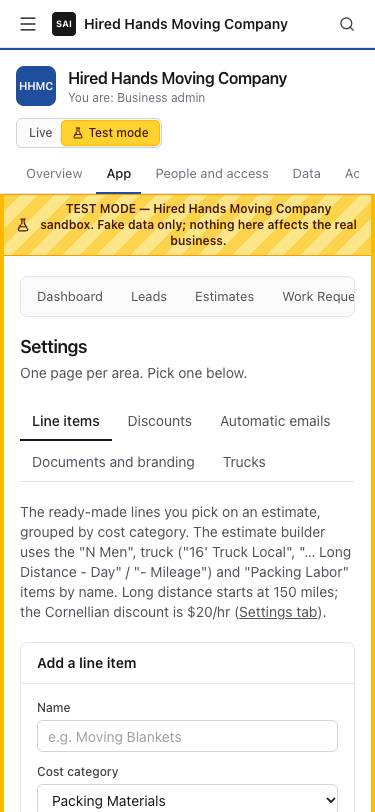 SAI Hired Hands Moving Company
HHMC
Hired Hands Moving Company
You are: Business admin
Live Test mode
Overview App People and access Data Ac
TEST MODE — Hired Hands Moving Company
sandbox. Fake data only; nothing here affects the real
business.
Dashboard Leads Estimates Work Reque
Settings
One page per area. Pick one below.
Line items Discounts Automatic emails
Documents and branding Trucks
The ready-made lines you pick on an estimate,
grouped by cost category. The estimate builder
uses the "N Men", truck ("16' Truck Local", "... Long
Distance - Day" / "- Mileage") and "Packing Labor"
items by name. Long distance starts at 150 miles;
the Cornellian discount is $20/hr (Settings tab).
Add a line item
Name
e.g. Moving Blankets
Cost category
Packing Materials